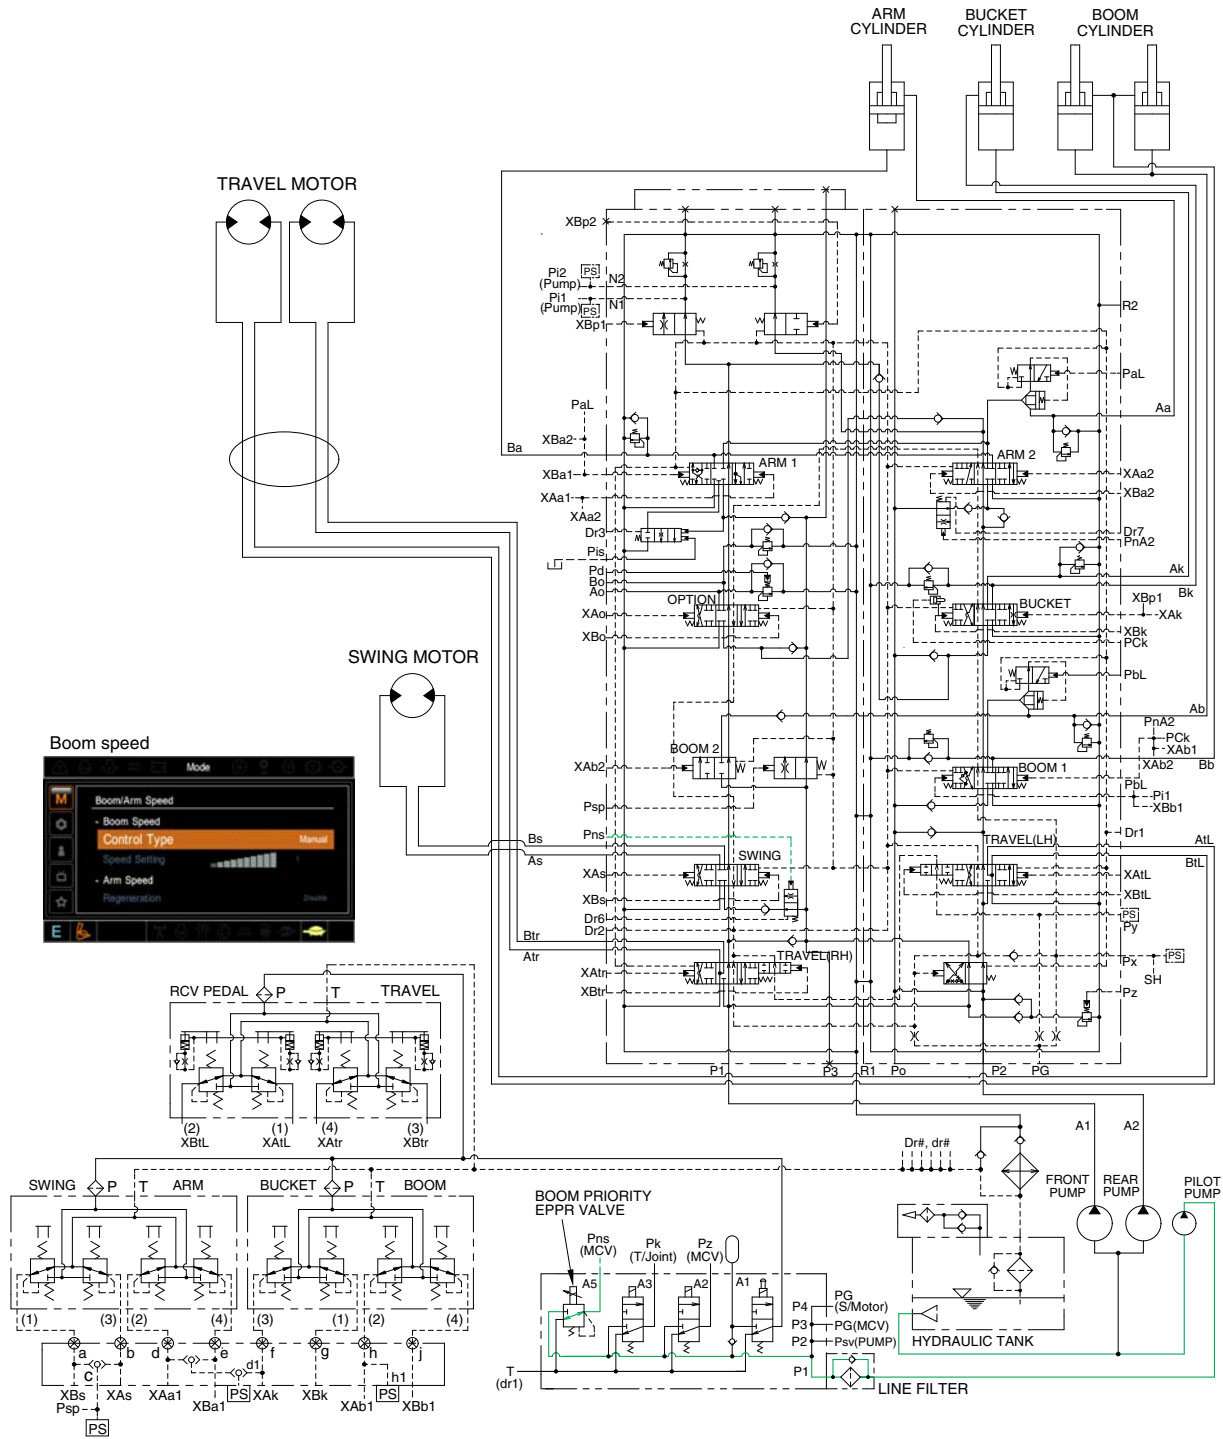 ARM
CYLINDER
BUCKET
CYLINDER
BOOM
CYLINDER
TRAVEL MOTOR
XBp2
Pi2
(Pump)
PS
N2
Pi1
(Pump)
PS
N1
XBp1
R2
PaL
Aa
PaL
XBa2
Ba
XBa1
ARM 1
ARM 2
XAa2
XBa2
XAa1
XAa2
Dr3
Dr7
PnA2
Pis
Pd
Bo
Ao
OPTION
XAo
XBo
Ak
Bk
BUCKET
XBp1
XAk
XBk
PCk
SWING MOTOR
PbL
Ab
PnA2
PCk
XAb1
XAb2
Bb
BOOM 2
XAb2
Psp
BOOM 1
PbL
Pi1
XBb1
Pns
Dr1
Bs
As
SWING
XAs
XBs
Dr6
Dr2
TRAVEL(LH)
AtL
BtL
XAtL
XBtL
PS
Py
Boom speed
Mode
M
Boom/Arm Speed
- Boom Speed
Control Type
Manual
Speed Setting
1
- Arm Speed
Regeneration
Disable
E
Btr
Atr
TRAVEL(RH)
XAtr
XBtr
Px
PS
SH
Pz
P1
P3
R1
Po
P2
PG
RCV PEDAL
P
T
TRAVEL
(2)
XBtL
(1)
XAtL
(4)
XAtr
(3)
XBtr
A1
A2
Dr#, dr#
FRONT
PUMP
REAR
PUMP
PILOT
PUMP
SWING
P
T
ARM
BUCKET
P
T
BOOM
(1)
(3)
(2)
(4)
(3)
(1)
(2)
(4)
a
b
c
d
e
d1
f
g
h
h1
j
XBs
XAs
XAa1
XBa1
PS
XAk
XBk
XAb1
PS
XBb1
Psp
PS
BOOM PRIORITY
EPPR VALVE
Pns
(MCV)
Pk
(T/Joint)
Pz
(MCV)
A5
A3
A2
A1
P4
PG
(S/Motor)
P3
PG(MCV)
P2
Psv(PUMP)
P1
T
(dr1)
LINE FILTER
HYDRAULIC TANK